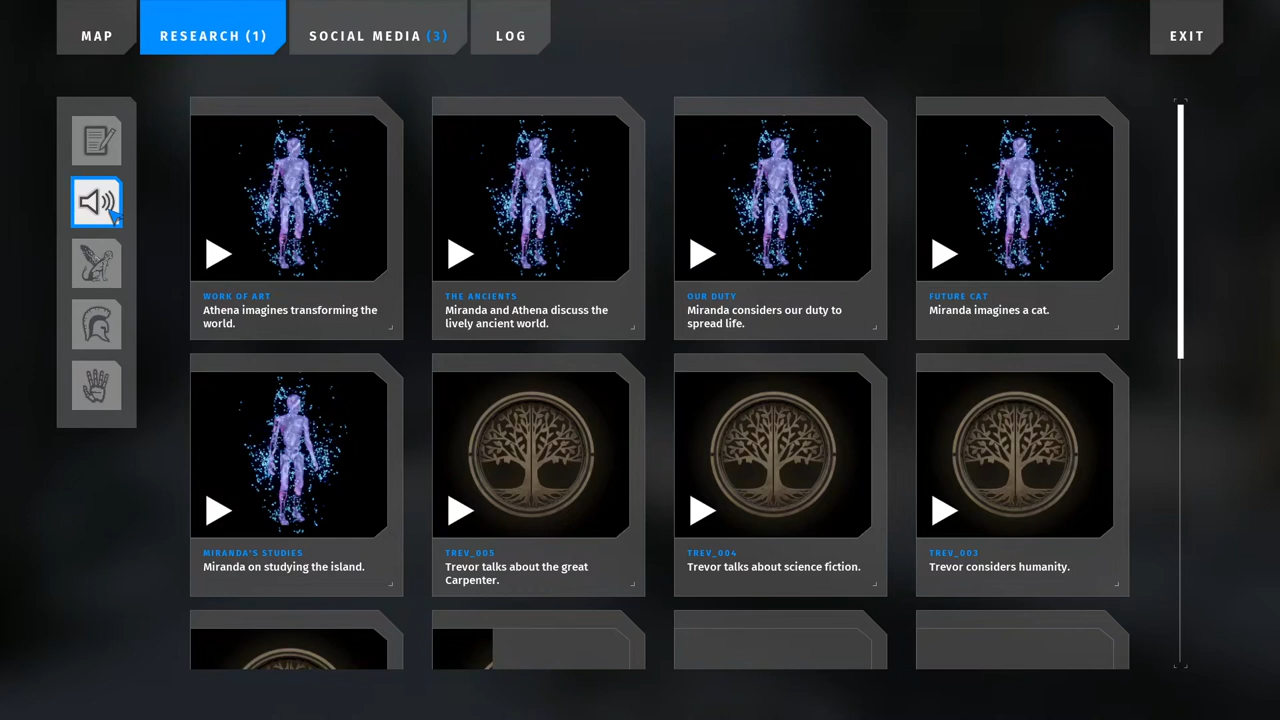 MAP
RESEARCH (1)
SOCIAL MEDIA (3)
LOG
EXIT
WORK OF ART
Athena imagines transforming the
world.
THE ANCIENTS
Miranda and Athena discuss the
lively ancient world.
OUR DUTY
Miranda considers our duty to
spread life.
FUTURE CAT
Miranda imagines a cat.
MIRANDA'S STUDIES
Miranda on studying the island.
TREV_005
Trevor talks about the great
Carpenter.
TREV_004
Trevor talks about science fiction.
TREV_003
Trevor considers humanity.